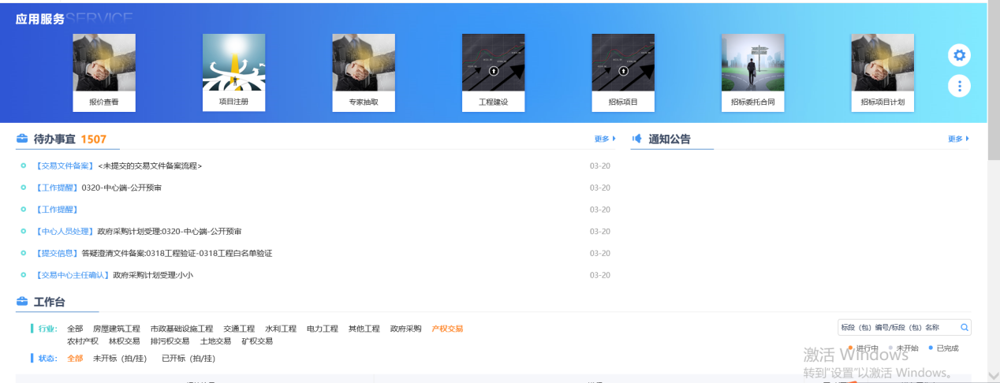 应用服务SERVICE
报价查看 项目注册 专家抽取 工程建设 招标项目 招标委托合同 招标项目计划
待办事宜 1507 更多 通知公告 更多
【交易文件备案】<未提交的交易文件备案流程> 03-20
【工作提醒】0320-中心端-公开预审 03-20
【工作提醒】 03-20
【中心人员处理】政府采购计划受理:0320-中心端-公开预审 03-20
【提交信息】答疑澄清文件备案:0318工程验证-0318工程白名单验证 03-20
【交易中心主任确认】政府采购计划受理:小小 03-20
工作台
行业: 全部 房屋建筑工程 市政基础设施工程 交通工程 水利工程 电力工程 其他工程 政府采购 产权交易 标段（包）编号/标段（包）名称
农村产权 林权交易 排污权交易 土地交易 矿权交易
进行中 未开始 已完成
状态: 全部 未开标（拍/挂） 已开标（拍/挂）
激活 Windows
转到"设置"以激活 Windows。